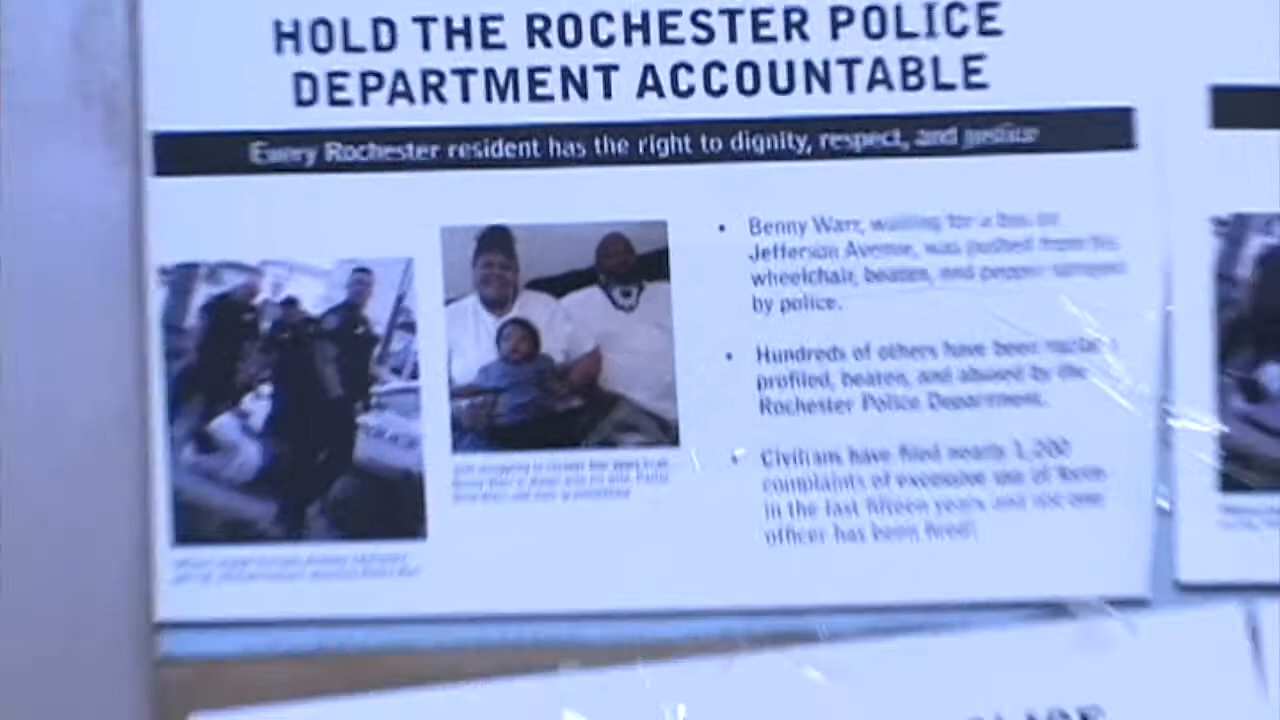 HOLD THE ROCHESTER POLICE
DEPARTMENT ACCOUNTABLE
Every Rochester resident has the right to dignity, respect, and justice
• Benny Warr, waiting for a bus on
Jefferson Avenue, was pushed from his
wheelchair, beaten, and pepper sprayed
by police.
• Hundreds of others have been racially
profiled, beaten, and abused by the
Rochester Police Department.
• Civilians have filed nearly 1,200
complaints of excessive use of force
in the last fifteen years and not one
officer has been fired!